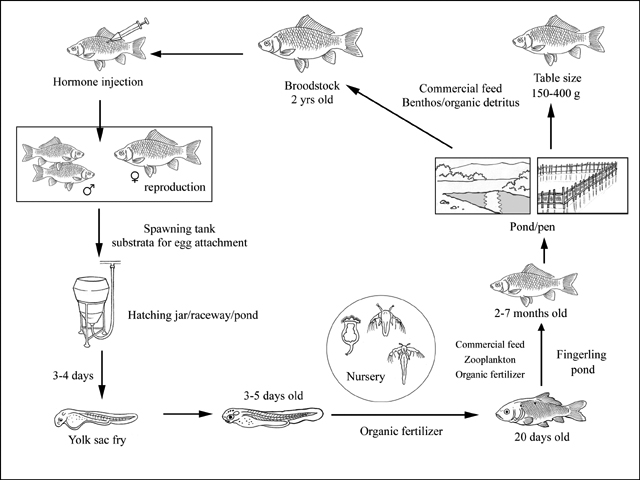 Hormone injection
Broodstock
2 yrs old
Commercial feed
Benthos/organic detritus
Table size
150-400 g
♂
♀
reproduction
Spawning tank
substrata for egg attachment
Pond/pen
Hatching jar/raceway/pond
2-7 months old
Nursery
Commercial feed
Zooplankton
Organic fertilizer
Fingerling
pond
3-4 days
3-5 days old
Yolk sac fry
Organic fertilizer
20 days old